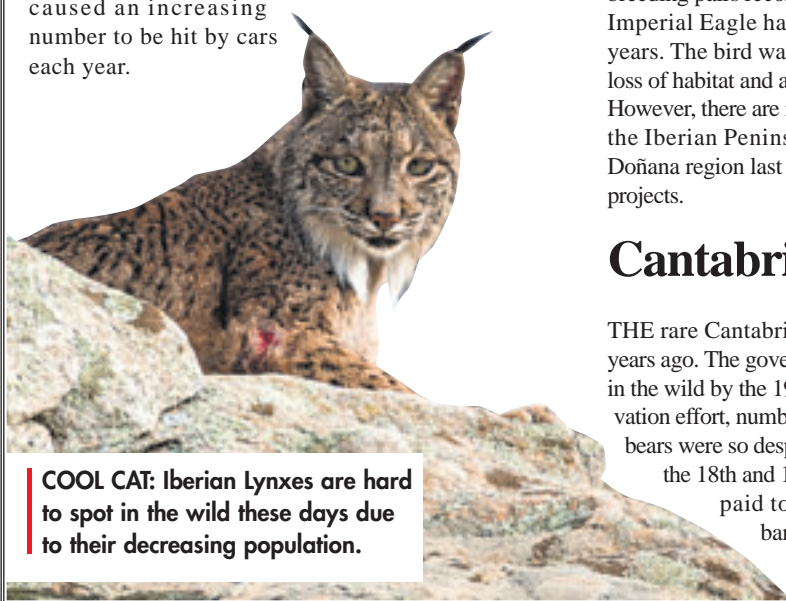 caused an increasing
number to be hit by cars
each year.
COOL CAT: Iberian Lynxes are hard
to spot in the wild these days due
to their decreasing population.
Imperial Eagle ha
years. The bird wa
loss of habitat and a
However, there are
the Iberian Penins
Doñana region last
projects.
Cantabri
THE rare Cantabri
years ago. The gove
in the wild by the 19
vation effort, numb
bears were so desp
the 18th and 1
paid to
bar